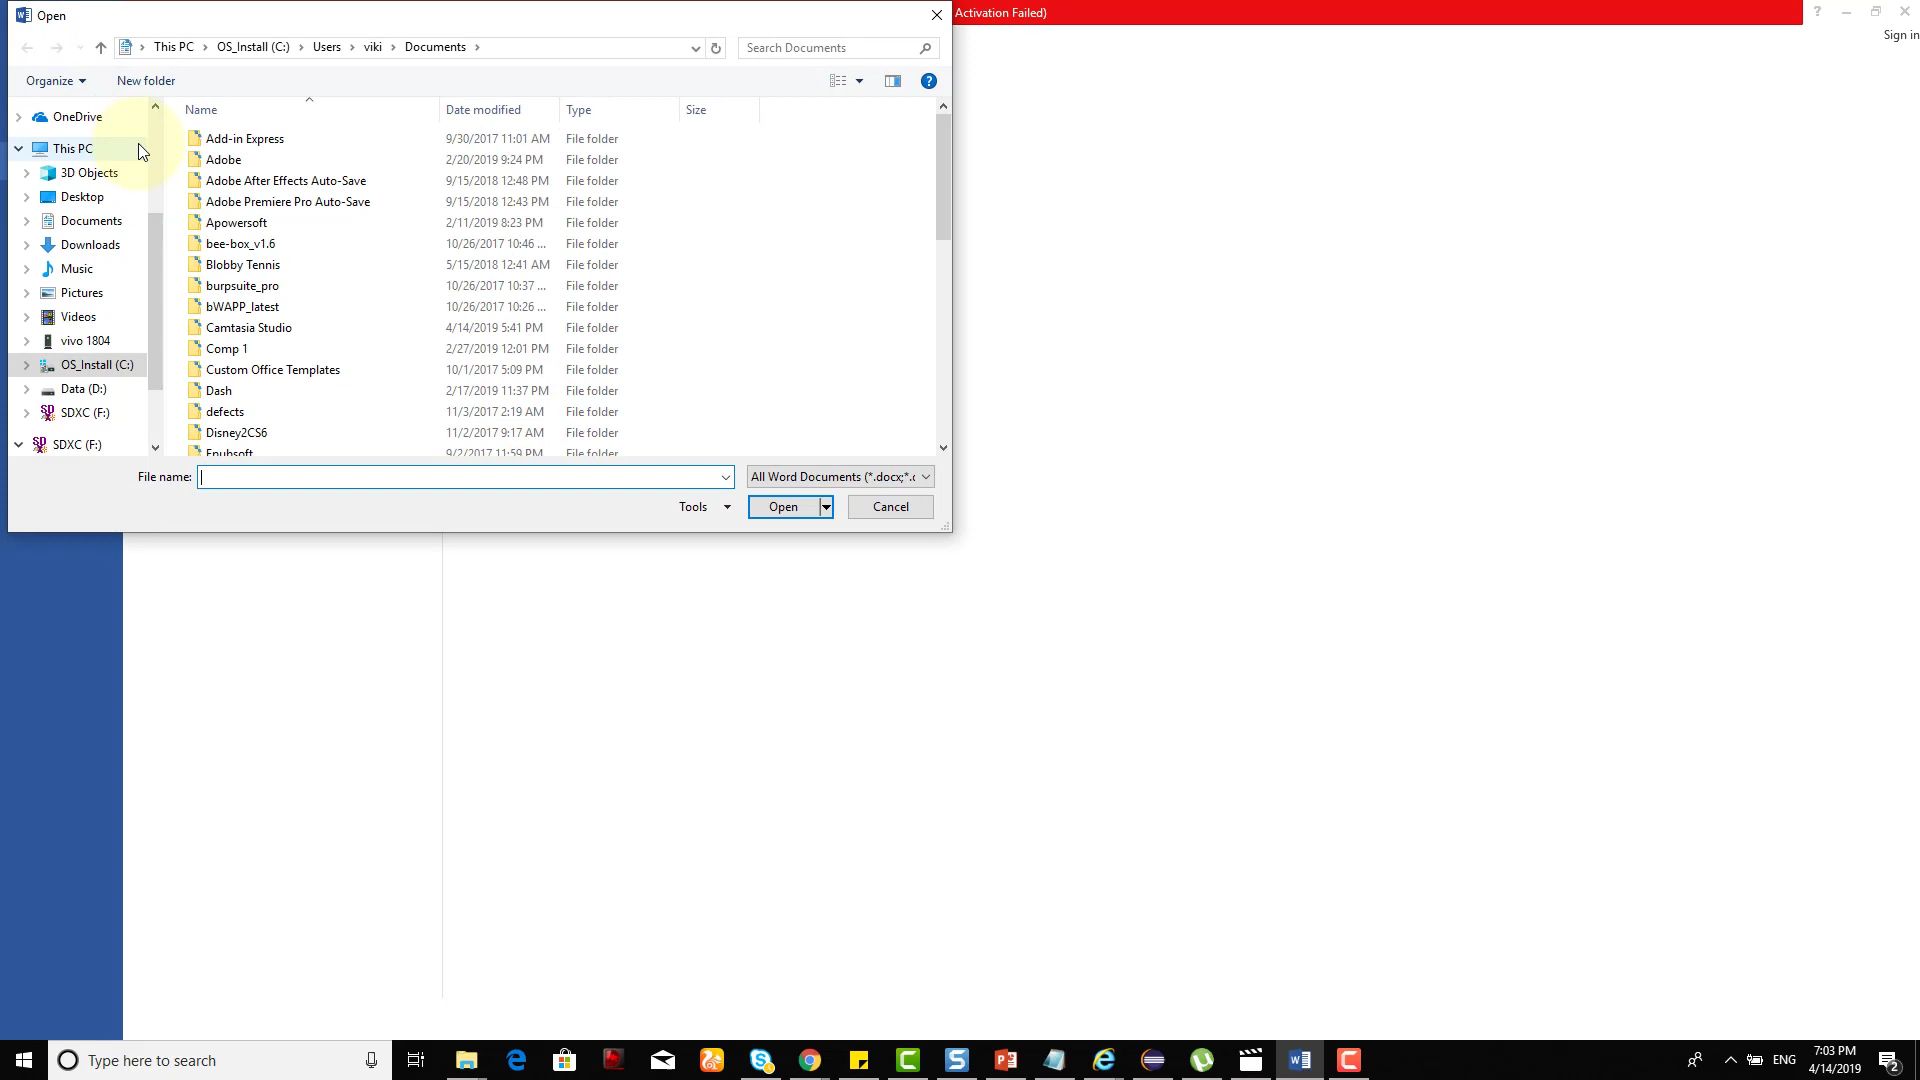 Open
Activation Failed)
Sign in
This PC
OS_Install (C:)
Users
viki
Documents
Search Documents
Organize
New folder
Name
Date modified
Type
Size
OneDrive
This PC
3D Objects
Desktop
Documents
Downloads
Music
Pictures
Videos
vivo 1804
OS_Install (C:)
Data (D:)
SDXC (F:)
SDXC (F:)
Add-in Express 9/30/2017 11:01 AM File folder
Adobe 2/20/2019 9:24 PM File folder
Adobe After Effects Auto-Save 9/15/2018 12:48 PM File folder
Adobe Premiere Pro Auto-Save 9/15/2018 12:43 PM File folder
Apowersoft 2/11/2019 8:23 PM File folder
bee-box_v1.6 10/26/2017 10:46 ... File folder
Blobby Tennis 5/15/2018 12:41 AM File folder
burpsuite_pro 10/26/2017 10:37 ... File folder
bWAPP_latest 10/26/2017 10:26 ... File folder
Camtasia Studio 4/14/2019 5:41 PM File folder
Comp 1 2/27/2019 12:01 PM File folder
Custom Office Templates 10/1/2017 5:09 PM File folder
Dash 2/17/2019 11:37 PM File folder
defects 11/3/2017 2:19 AM File folder
Disney2CS6 11/2/2017 9:17 AM File folder
9/2/2017 11:59 PM File folder
File name:
All Word Documents (*.docx;*.c
Tools
Open
Cancel
Type here to search
ENG
7:03 PM
4/14/2019
2